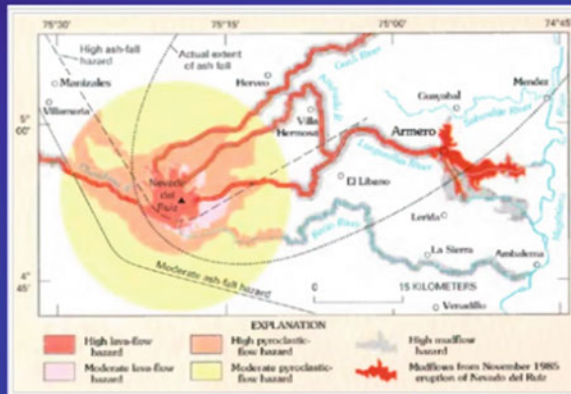 75°30'
75°15'
75°00'
74°45'
High ash-fall
hazard
Actual extent
of ash fall
Manizales
Villamaria
Herveo
Villa
Hermosa
Guayabal
Mendez
Armero
5°
00'
Nevado
del
Ruiz
El Libano
River
Lerida
La Sierra
Ambalema
Moderate ash-fall hazard
4°
45'
0
15 KILOMETERS
Venadillo
EXPLANATION
High lava-flow
hazard
High pyroclastic-
flow hazard
High mudflow
hazard
Moderate lava-flow
hazard
Moderate pyroclastic-
flow hazard
Mudflows from November 1985
eruption of Nevado del Ruiz